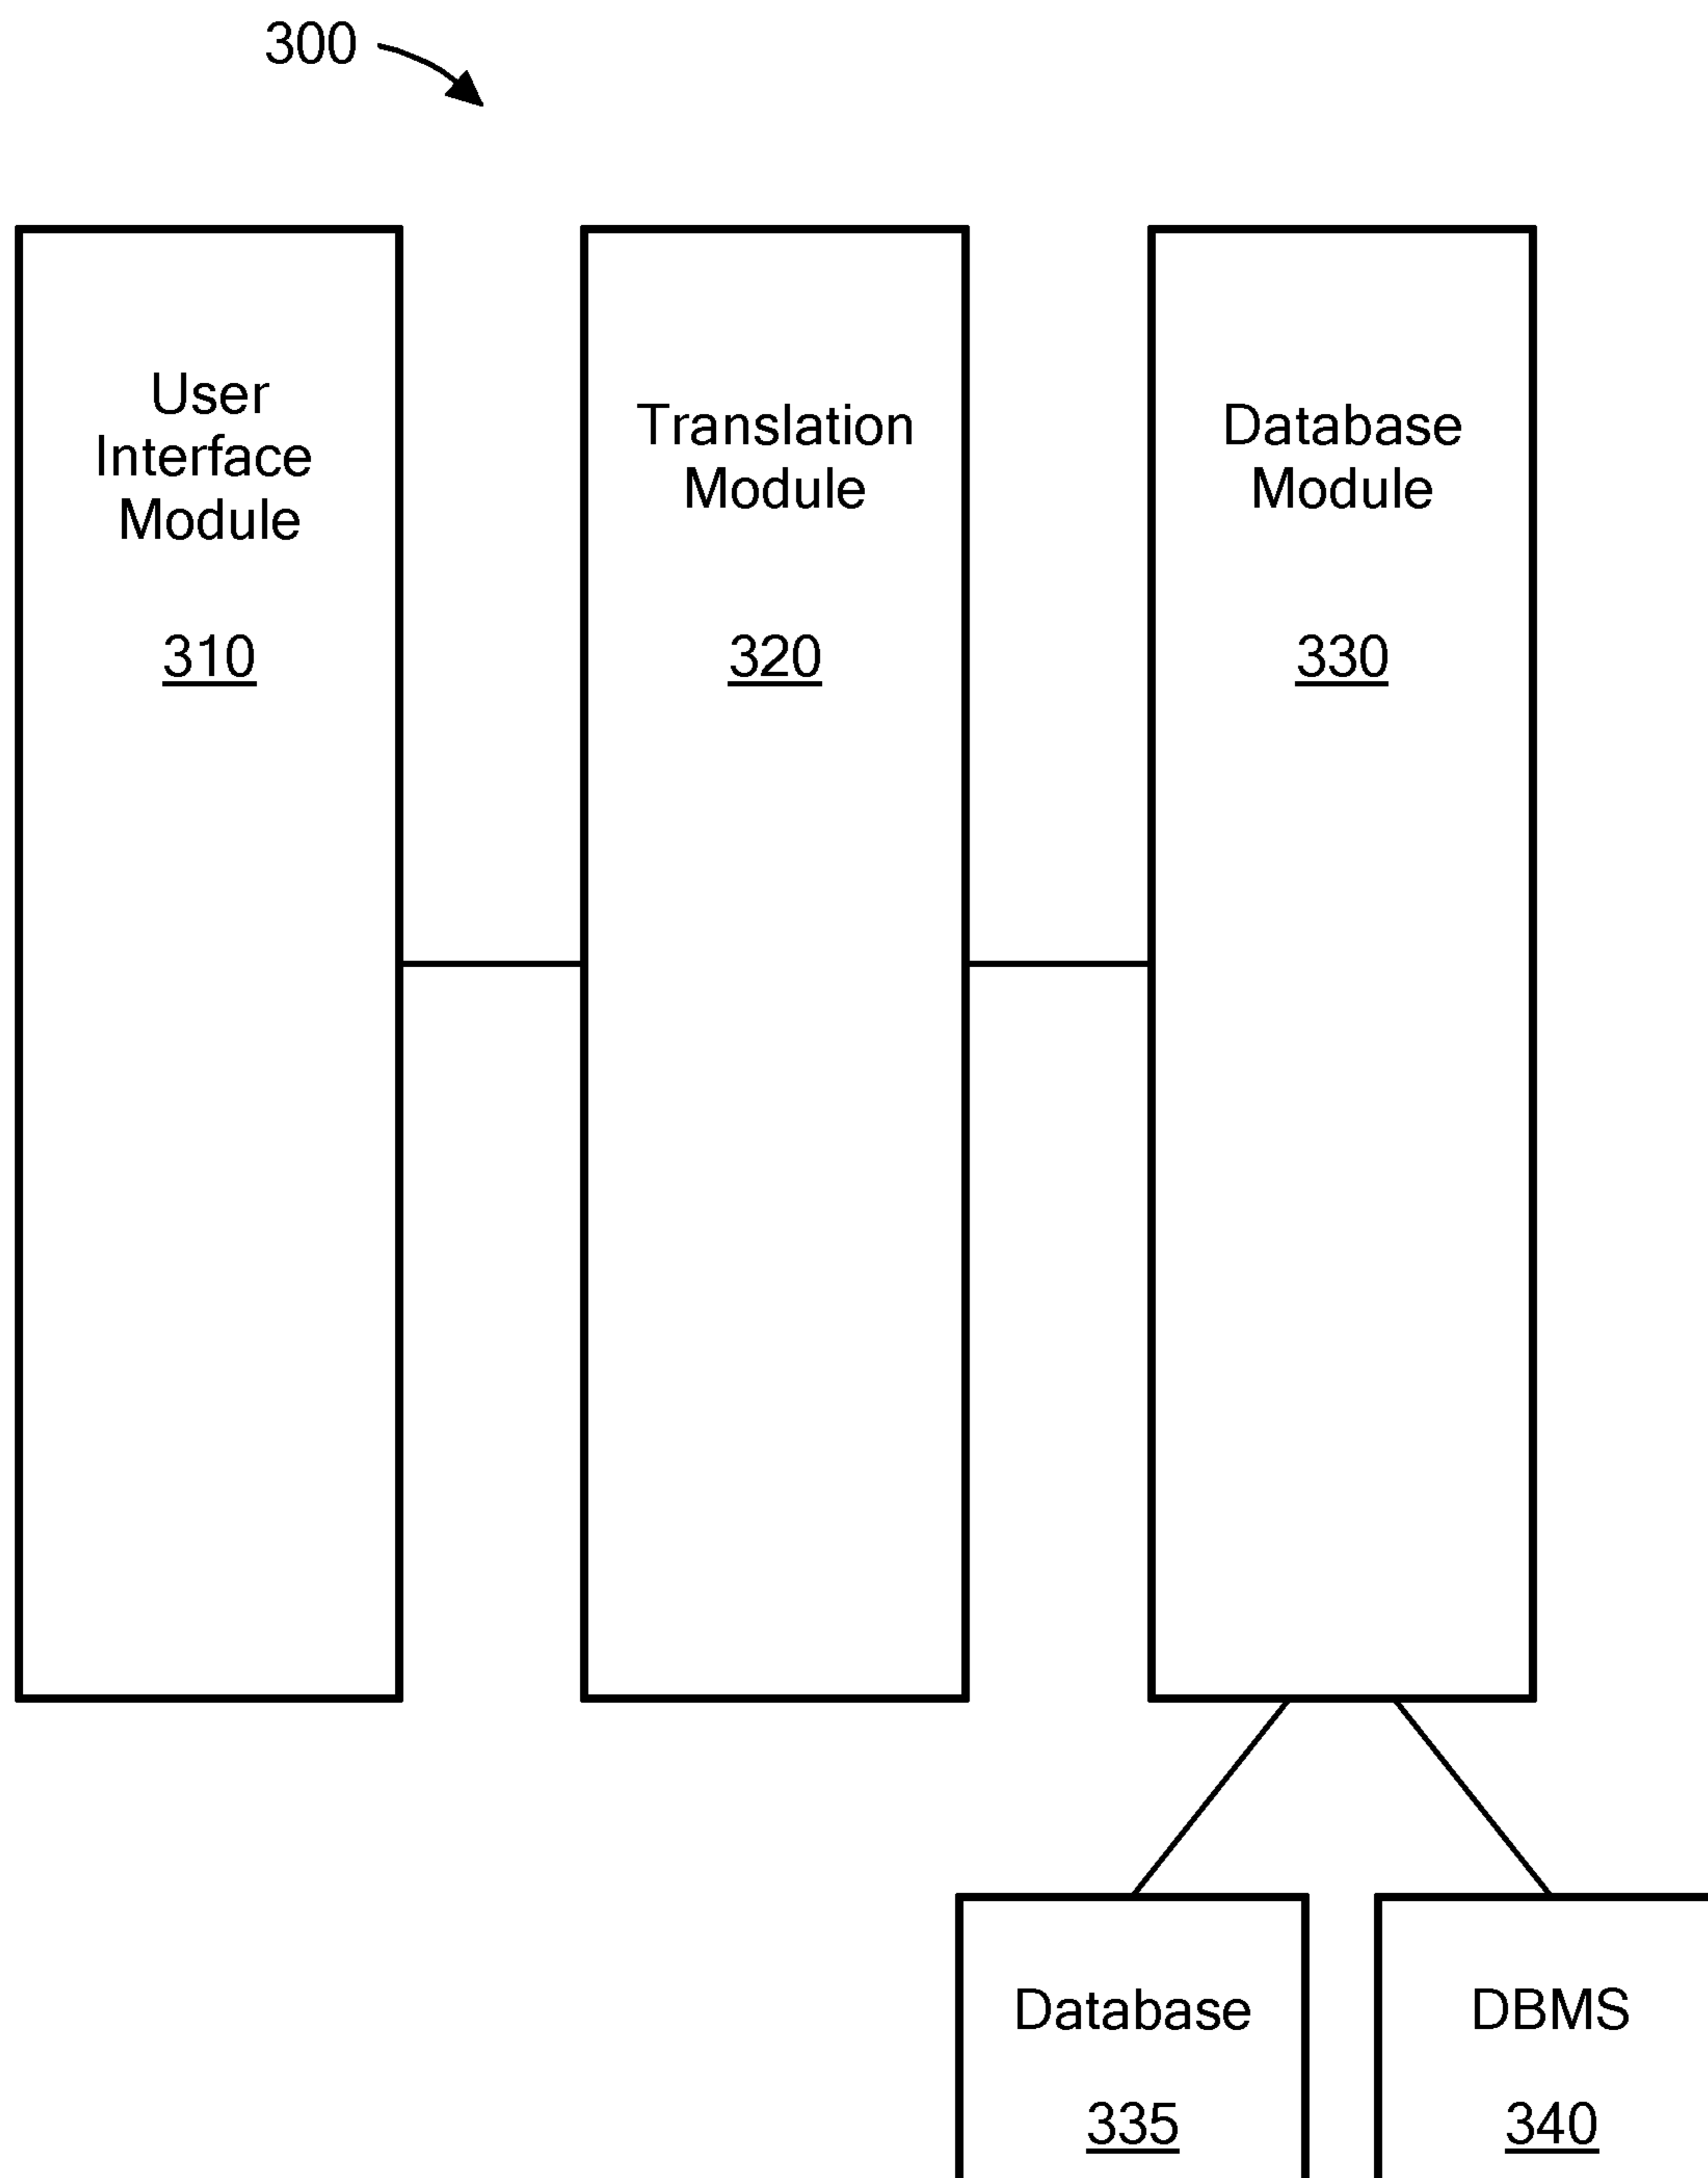 300
User
Interface
Module
310
Translation
Module
320
Database
Module
330
Database
335
DBMS
340